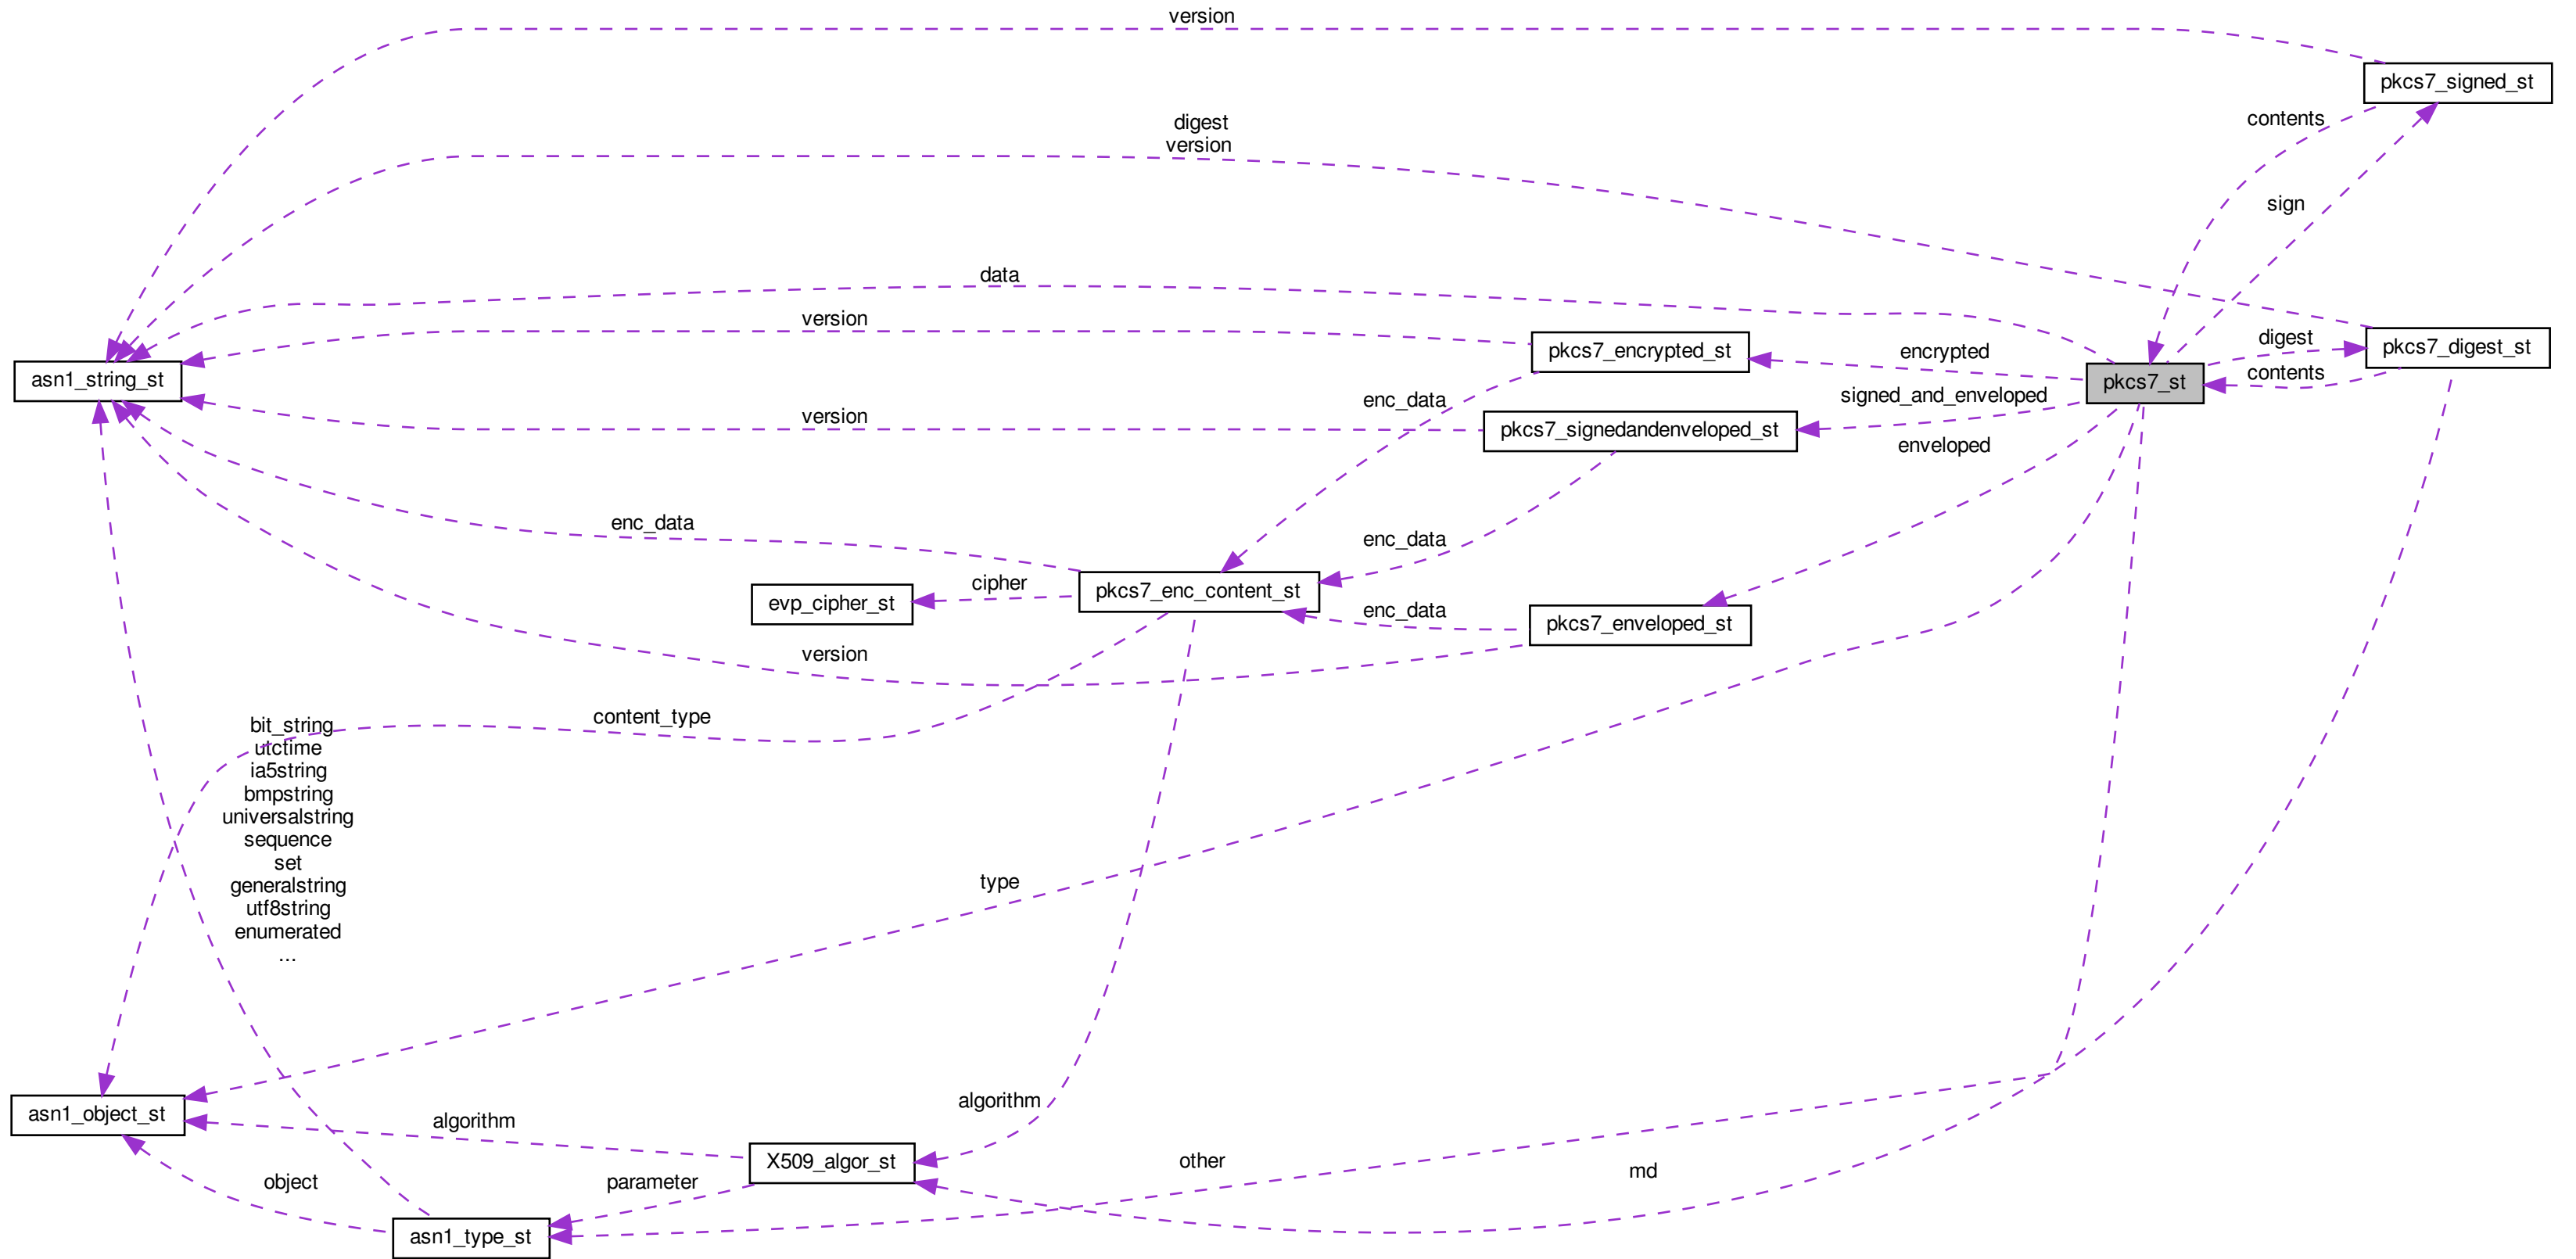 version
pkcs7_signed_st
contents
digest
version
sign
data
version
encrypted
digest
pkcs7_encrypted_st
pkcs7_digest_st
asn1_string_st
pkcs7_st
contents
signed_and_enveloped
enc_data
version
pkcs7_signedandenveloped_st
enveloped
enc_data
enc_data
cipher
pkcs7_enc_content_st
evp_cipher_st
enc_data
pkcs7_enveloped_st
version
content_type
bit_string
utctime
ia5string
bmpstring
universalstring
sequence
set
generalstring
utf8string
enumerated
...
type
algorithm
asn1_object_st
algorithm
X509_algor_st
other
md
object
parameter
asn1_type_st